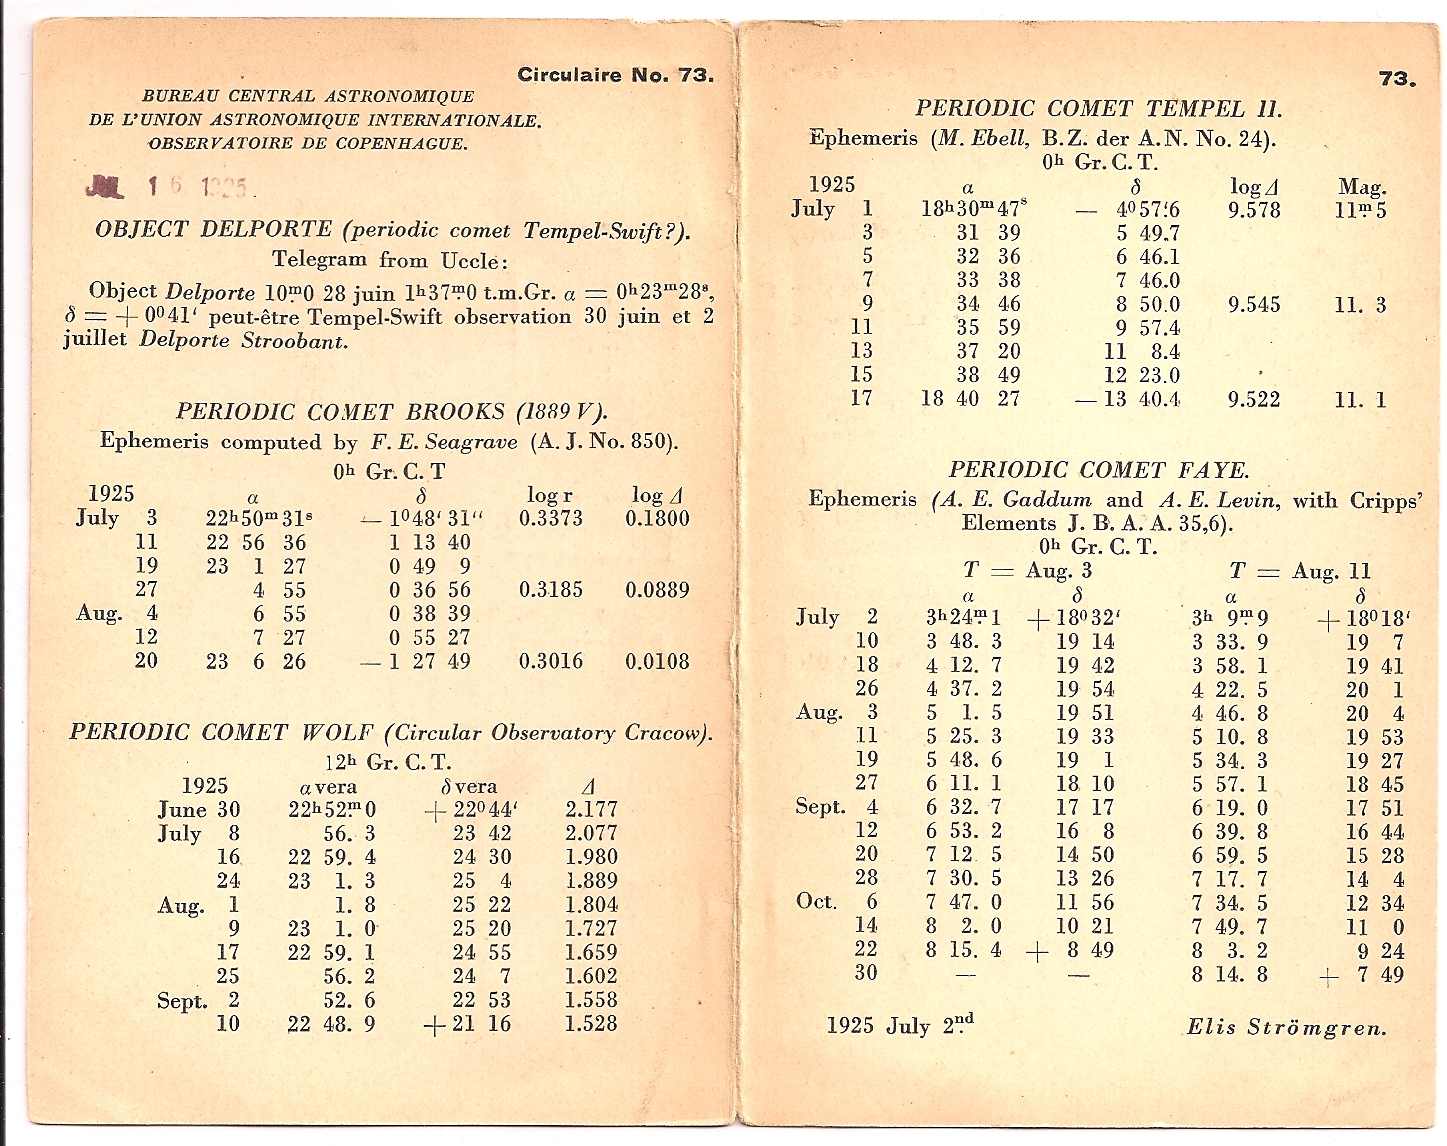 Circulaire No. 73.
BUREAU CENTRAL ASTRONOMIQUE
DE L'UNION ASTRONOMIQUE INTERNATIONALE.
OBSERVATOIRE DE COPENHAGUE.
JUL 16 1925.
OBJECT DELPORTE (periodic comet Tempel-Swift?).
Telegram from Uccle:
Object Delporte 10ᵐ0 28 juin 1ʰ37ᵐ0 t.m.Gr. α = 0ʰ23ᵐ28ˢ,
δ = + 0°41‘ peut-être Tempel-Swift observation 30 juin et 2
juillet Delporte Stroobant.
PERIODIC COMET BROOKS (1889 V).
Ephemeris computed by F. E. Seagrave (A. J. No. 850).
0ʰ Gr. C. T
1925 α δ log r log Δ
July 3 22ʰ50ᵐ31ˢ — 1°48‘ 31“ 0.3373 0.1800
11 22 56 36 1 13 40
19 23 1 27 0 49 9
27 4 55 0 36 56 0.3185 0.0889
Aug. 4 6 55 0 38 39
12 7 27 0 55 27
20 23 6 26 — 1 27 49 0.3016 0.0108
PERIODIC COMET WOLF (Circular Observatory Cracow).
12ʰ Gr. C. T.
1925 α vera δ vera Δ
June 30 22ʰ52ᵐ0 + 22°44‘ 2.177
July 8 56. 3 23 42 2.077
16 22 59. 4 24 30 1.980
24 23 1. 3 25 4 1.889
Aug. 1 1. 8 25 22 1.804
9 23 1. 0 25 20 1.727
17 22 59. 1 24 55 1.659
25 56. 2 24 7 1.602
Sept. 2 52. 6 22 53 1.558
10 22 48. 9 + 21 16 1.528
73.
PERIODIC COMET TEMPEL II.
Ephemeris (M. Ebell, B.Z. der A.N. No. 24).
0ʰ Gr. C. T.
1925 α δ log Δ Mag.
July 1 18ʰ30ᵐ47ˢ — 4°57!6 9.578 11ᵐ5
3 31 39 5 49.7
5 32 36 6 46.1
7 33 38 7 46.0
9 34 46 8 50.0 9.545 11. 3
11 35 59 9 57.4
13 37 20 11 8.4
15 38 49 12 23.0
17 18 40 27 — 13 40.4 9.522 11. 1
PERIODIC COMET FAYE.
Ephemeris (A. E. Gaddum and A. E. Levin, with Cripps’
Elements J. B. A. A. 35,6).
0ʰ Gr. C. T.
T = Aug. 3 T = Aug. 11
α δ α δ
July 2 3ʰ24ᵐ1 + 18°32‘ 3ʰ 9ᵐ9 + 18°18‘
10 3 48. 3 19 14 3 33. 9 19 7
18 4 12. 7 19 42 3 58. 1 19 41
26 4 37. 2 19 54 4 22. 5 20 1
Aug. 3 5 1. 5 19 51 4 46. 8 20 4
11 5 25. 3 19 33 5 10. 8 19 53
19 5 48. 6 19 1 5 34. 3 19 27
27 6 11. 1 18 10 5 57. 1 18 45
Sept. 4 6 32. 7 17 17 6 19. 0 17 51
12 6 53. 2 16 8 6 39. 8 16 44
20 7 12. 5 14 50 6 59. 5 15 28
28 7 30. 5 13 26 7 17. 7 14 4
Oct. 6 7 47. 0 11 56 7 34. 5 12 34
14 8 2. 0 10 21 7 49. 7 11 0
22 8 15. 4 + 8 49 8 3. 2 9 24
30 — — 8 14. 8 + 7 49
1925 July 2nd Elis Strömgren.